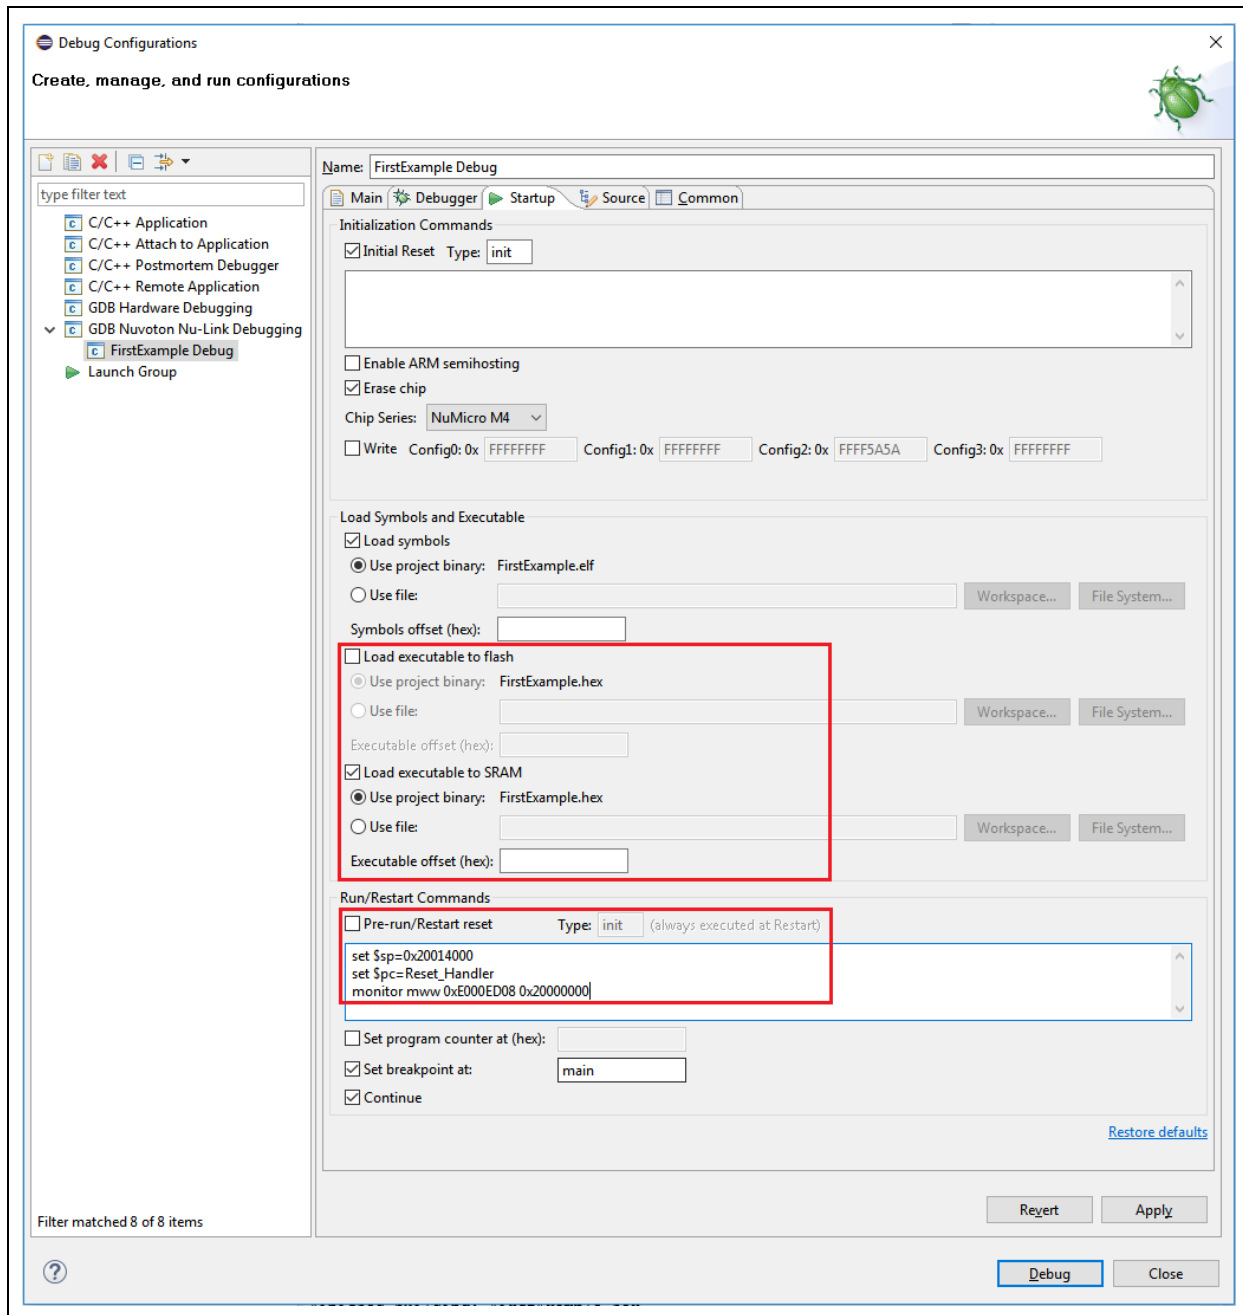 Debug Configurations
Create, manage, and run configurations
type filter text
C/C++ Application
C/C++ Attach to Application
C/C++ Postmortem Debugger
C/C++ Remote Application
GDB Hardware Debugging
GDB Nuvoton Nu-Link Debugging
FirstExample Debug
Launch Group
Filter matched 8 of 8 items
Name: FirstExample Debug
Main Debugger Startup Source Common
Initialization Commands
Initial Reset Type: init
Enable ARM semihosting
Erase chip
Chip Series: NuMicro M4
Write Config0: 0x FFFFFFFF Config1: 0x FFFFFFFF Config2: 0x FFFF5A5A Config3: 0x FFFFFFFF
Load Symbols and Executable
Load symbols
Use project binary: FirstExample.elf
Use file: Workspace... File System...
Symbols offset (hex):
Load executable to flash
Use project binary: FirstExample.hex
Use file: Workspace... File System...
Executable offset (hex):
Load executable to SRAM
Use project binary: FirstExample.hex
Use file: Workspace... File System...
Executable offset (hex):
Run/Restart Commands
Pre-run/Restart reset Type: init (always executed at Restart)
set $sp=0x20014000
set $pc=Reset_Handler
monitor mww 0xE000ED08 0x20000000
Set program counter at (hex):
Set breakpoint at: main
Continue
Restore defaults
Revert Apply
Debug Close